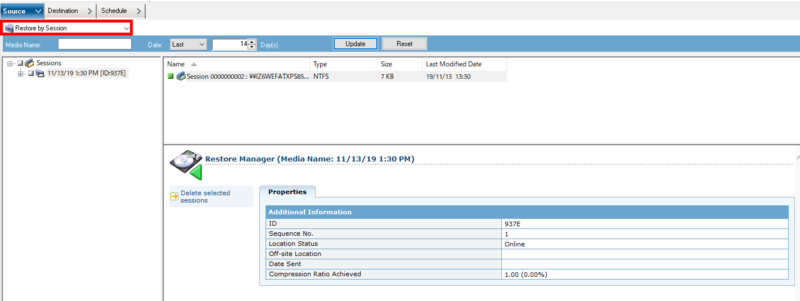 Source Destination Schedule
Restore by Session
Media Name: Date: Last 14 Day(s) Update Reset
Sessions
11/13/19 1:30 PM [ID:937E]
Name Type Size Last Modified Date
Session 0000000002 : ¥¥IZ6WEFATXPS85... NTFS 7 KB 19/11/13 13:30
Restore Manager (Media Name: 11/13/19 1:30 PM)
Delete selected
sessions
Properties
Additional Information
ID 937E
Sequence No. 1
Location Status Online
Off-site Location
Date Sent
Compression Ratio Achieved 1.00 (0.00%)